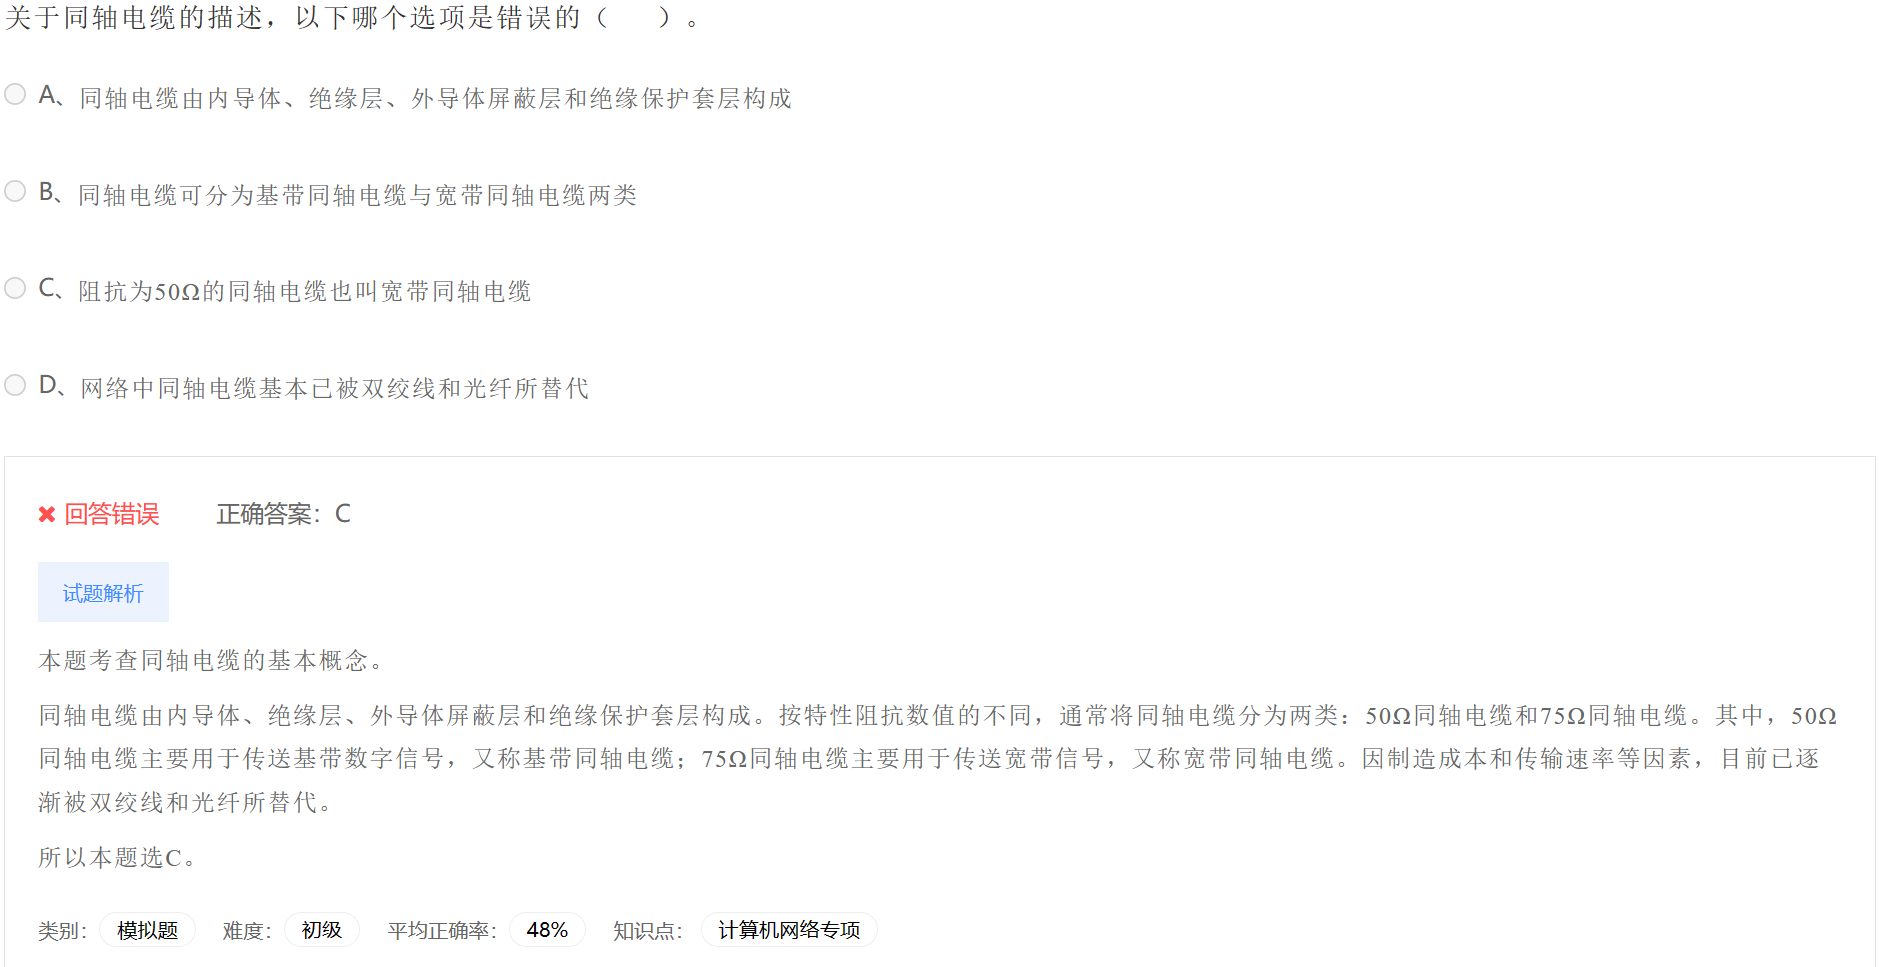 关于同轴电缆的描述，以下哪个选项是错误的（　　）。
A、同轴电缆由内导体、绝缘层、外导体屏蔽层和绝缘保护套层构成
B、同轴电缆可分为基带同轴电缆与宽带同轴电缆两类
C、阻抗为50Ω的同轴电缆也叫宽带同轴电缆
D、网络中同轴电缆基本已被双绞线和光纤所替代
回答错误 正确答案：C
试题解析
本题考查同轴电缆的基本概念。
同轴电缆由内导体、绝缘层、外导体屏蔽层和绝缘保护套层构成。按特性阻抗数值的不同，通常将同轴电缆分为两类：50Ω同轴电缆和75Ω同轴电缆。其中，50Ω
同轴电缆主要用于传送基带数字信号，又称基带同轴电缆；75Ω同轴电缆主要用于传送宽带信号，又称宽带同轴电缆。因制造成本和传输速率等因素，目前已逐
渐被双绞线和光纤所替代。
所以本题选C。
类别： 模拟题 难度： 初级 平均正确率： 48% 知识点： 计算机网络专项